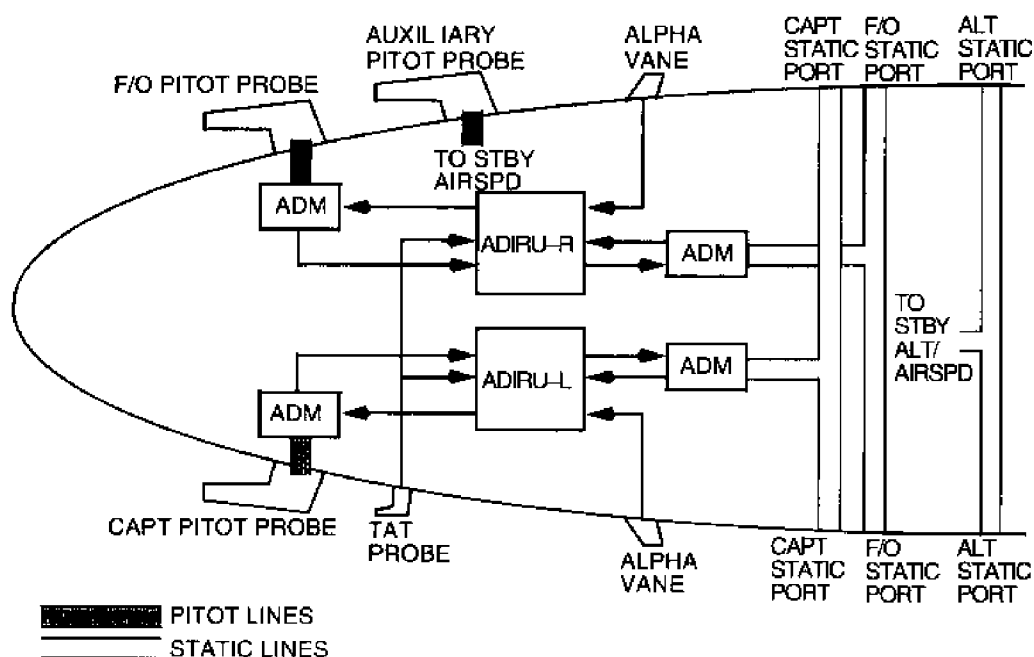 AUXILIARY
PITOT PROBE
ALPHA
VANE
CAPT
STATIC
PORT
F/O
STATIC
PORT
ALT
STATIC
PORT
F/O PITOT PROBE
TO STBY
AIRSPD
ADM
ADIRU-R
ADM
TO
STBY
ALT/
AIRSPD
ADIRU-L
ADM
ADM
CAPT PITOT PROBE
TAT
PROBE
ALPHA
VANE
CAPT
STATIC
PORT
F/O
STATIC
PORT
ALT
STATIC
PORT
PITOT LINES
STATIC LINES